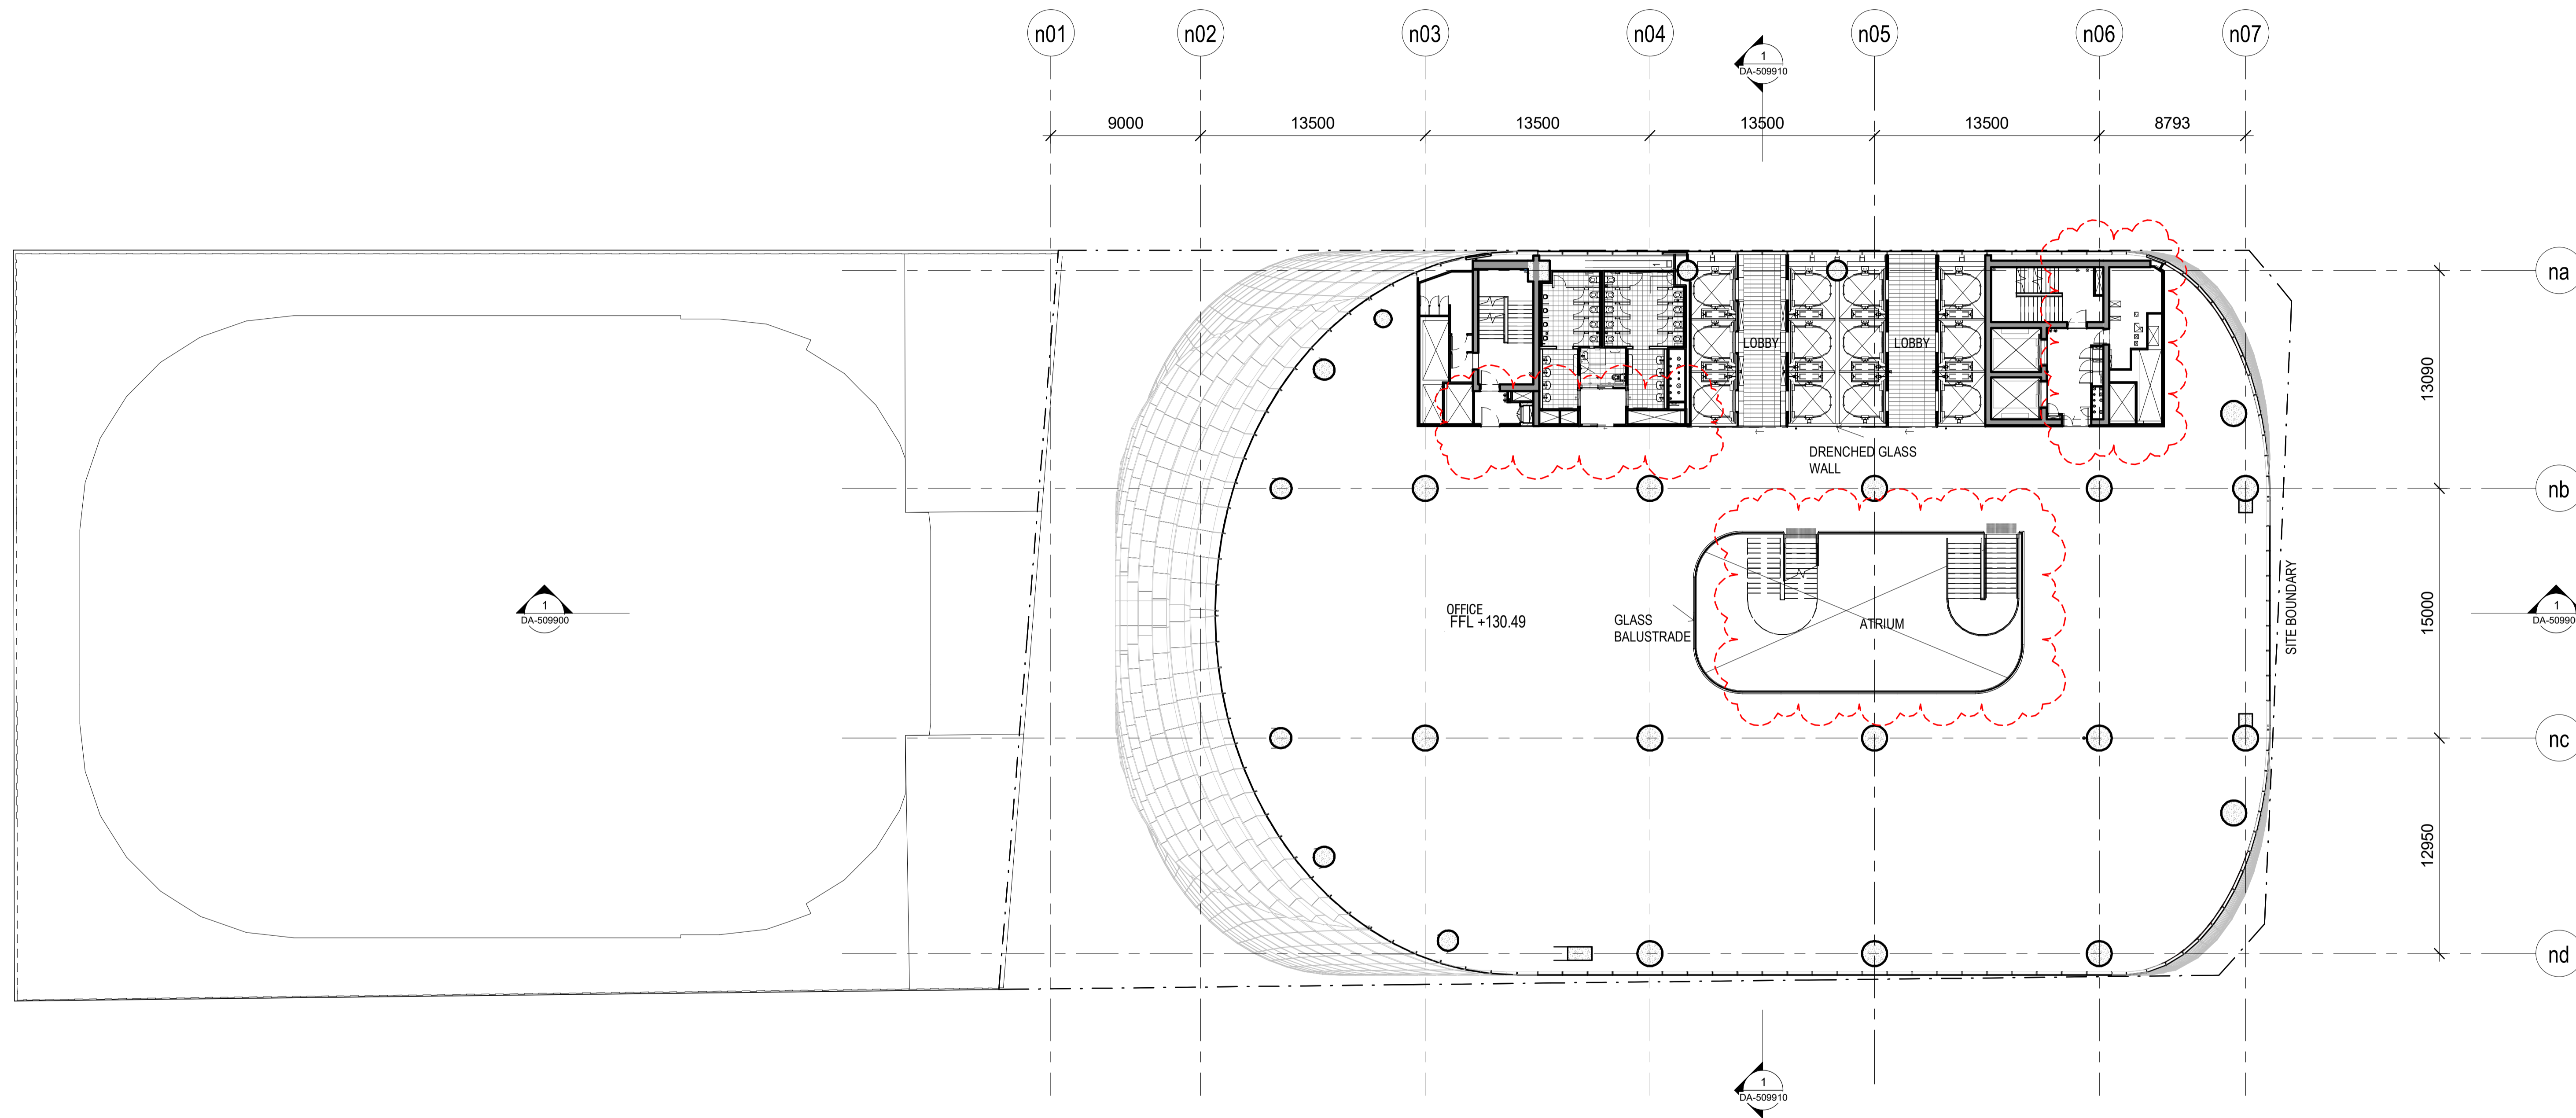 n01
n02
n03
n04
n05
n06
n07
1
DA-509910
9000
13500
13500
13500
13500
8793
na
13090
LOBBY
LOBBY
DRENCHED GLASS
WALL
nb
15000
SITE BOUNDARY
1
DA-509900
OFFICE
FFL +130.49
GLASS
BALUSTRADE
ATRIUM
1
DA-50990
nc
12950
nd
1
DA-509910